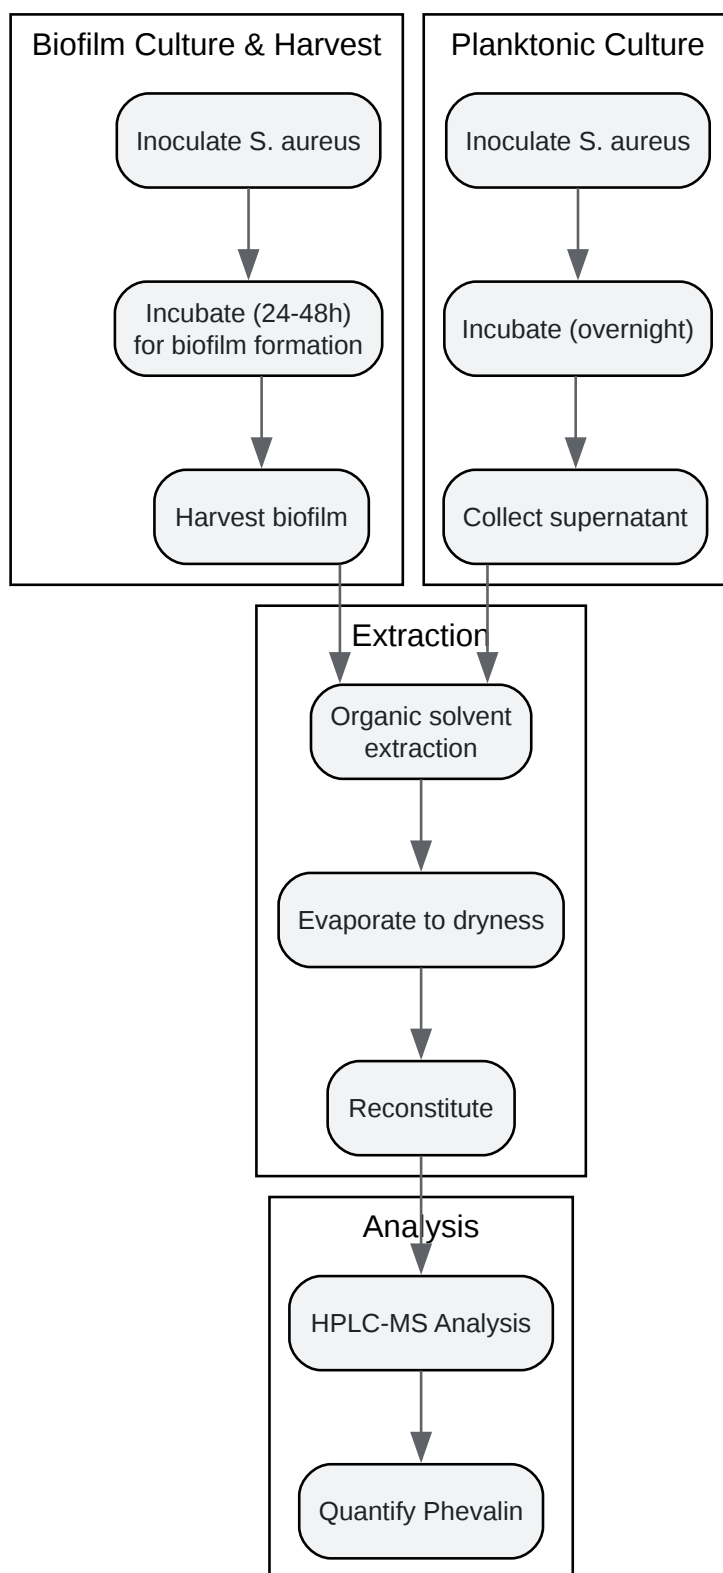 Biofilm Culture & Harvest
Inoculate S. aureus
Incubate (24-48h)
for biofilm formation
Harvest biofilm
Planktonic Culture
Inoculate S. aureus
Incubate (overnight)
Collect supernatant
Extraction
Organic solvent
extraction
Evaporate to dryness
Reconstitute
Analysis
HPLC-MS Analysis
Quantify Phevalin